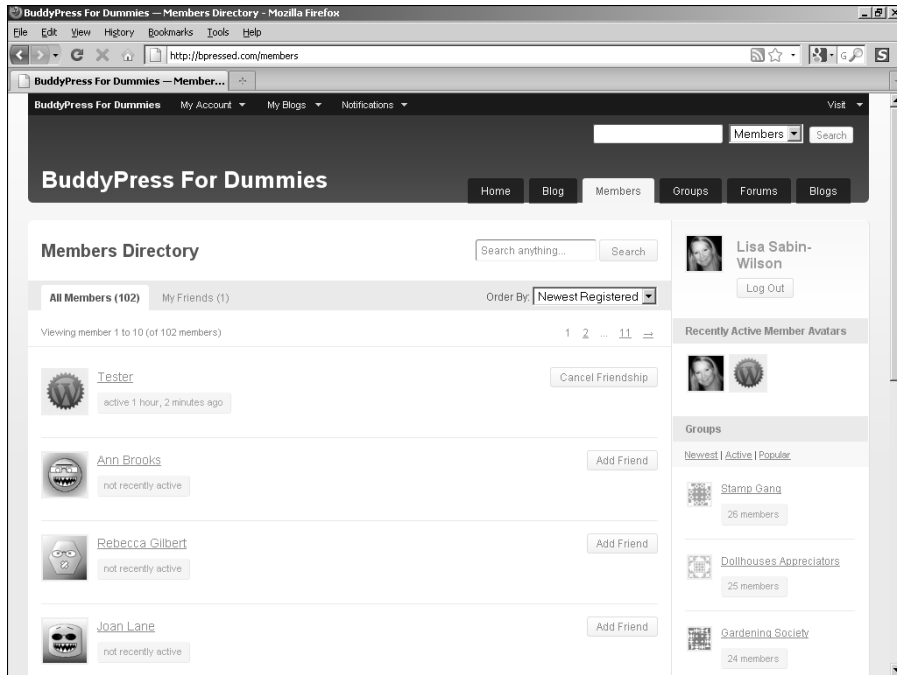 BuddyPress For Dummies — Members Directory - Mozilla Firefox
File Edit View History Bookmarks Tools Help
http://bpressed.com/members
BuddyPress For Dummies — Member...
BuddyPress For Dummies My Account My Blogs Notifications Visit
Members Search
BuddyPress For Dummies
Home Blog Members Groups Forums Blogs
Members Directory
Search anything... Search
All Members (102) My Friends (1)
Order By: Newest Registered
Viewing member 1 to 10 (of 102 members)
1 2 ... 11 →
Tester
active 1 hour, 2 minutes ago
Cancel Friendship
Ann Brooks
not recently active
Add Friend
Rebecca Gilbert
not recently active
Add Friend
Joan Lane
not recently active
Add Friend
Lisa Sabin-
Wilson
Log Out
Recently Active Member Avatars
Groups
Newest | Active | Popular
Stamp Gang
26 members
Dollhouses Appreciators
25 members
Gardening Society
24 members